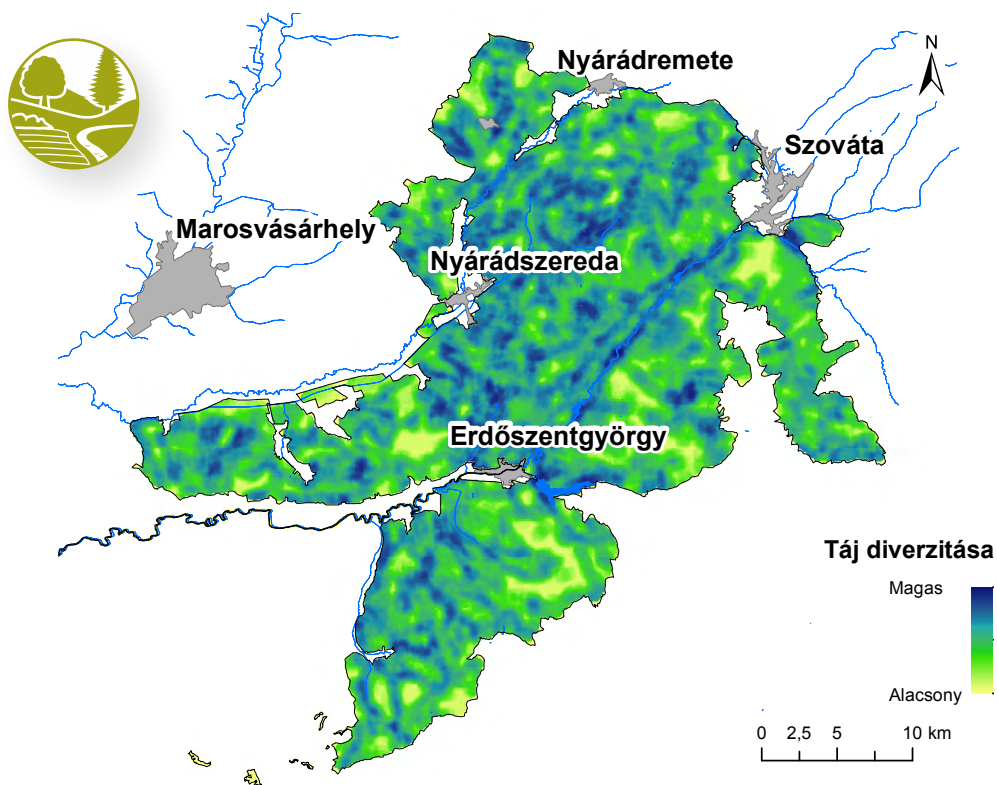 Nyárádremete
N
Szováta
Marosvásárhely
Nyárádszereda
Erdőszentgyörgy
Táj diverzitása
Magas
Alacsony
0 2,5 5 10 km